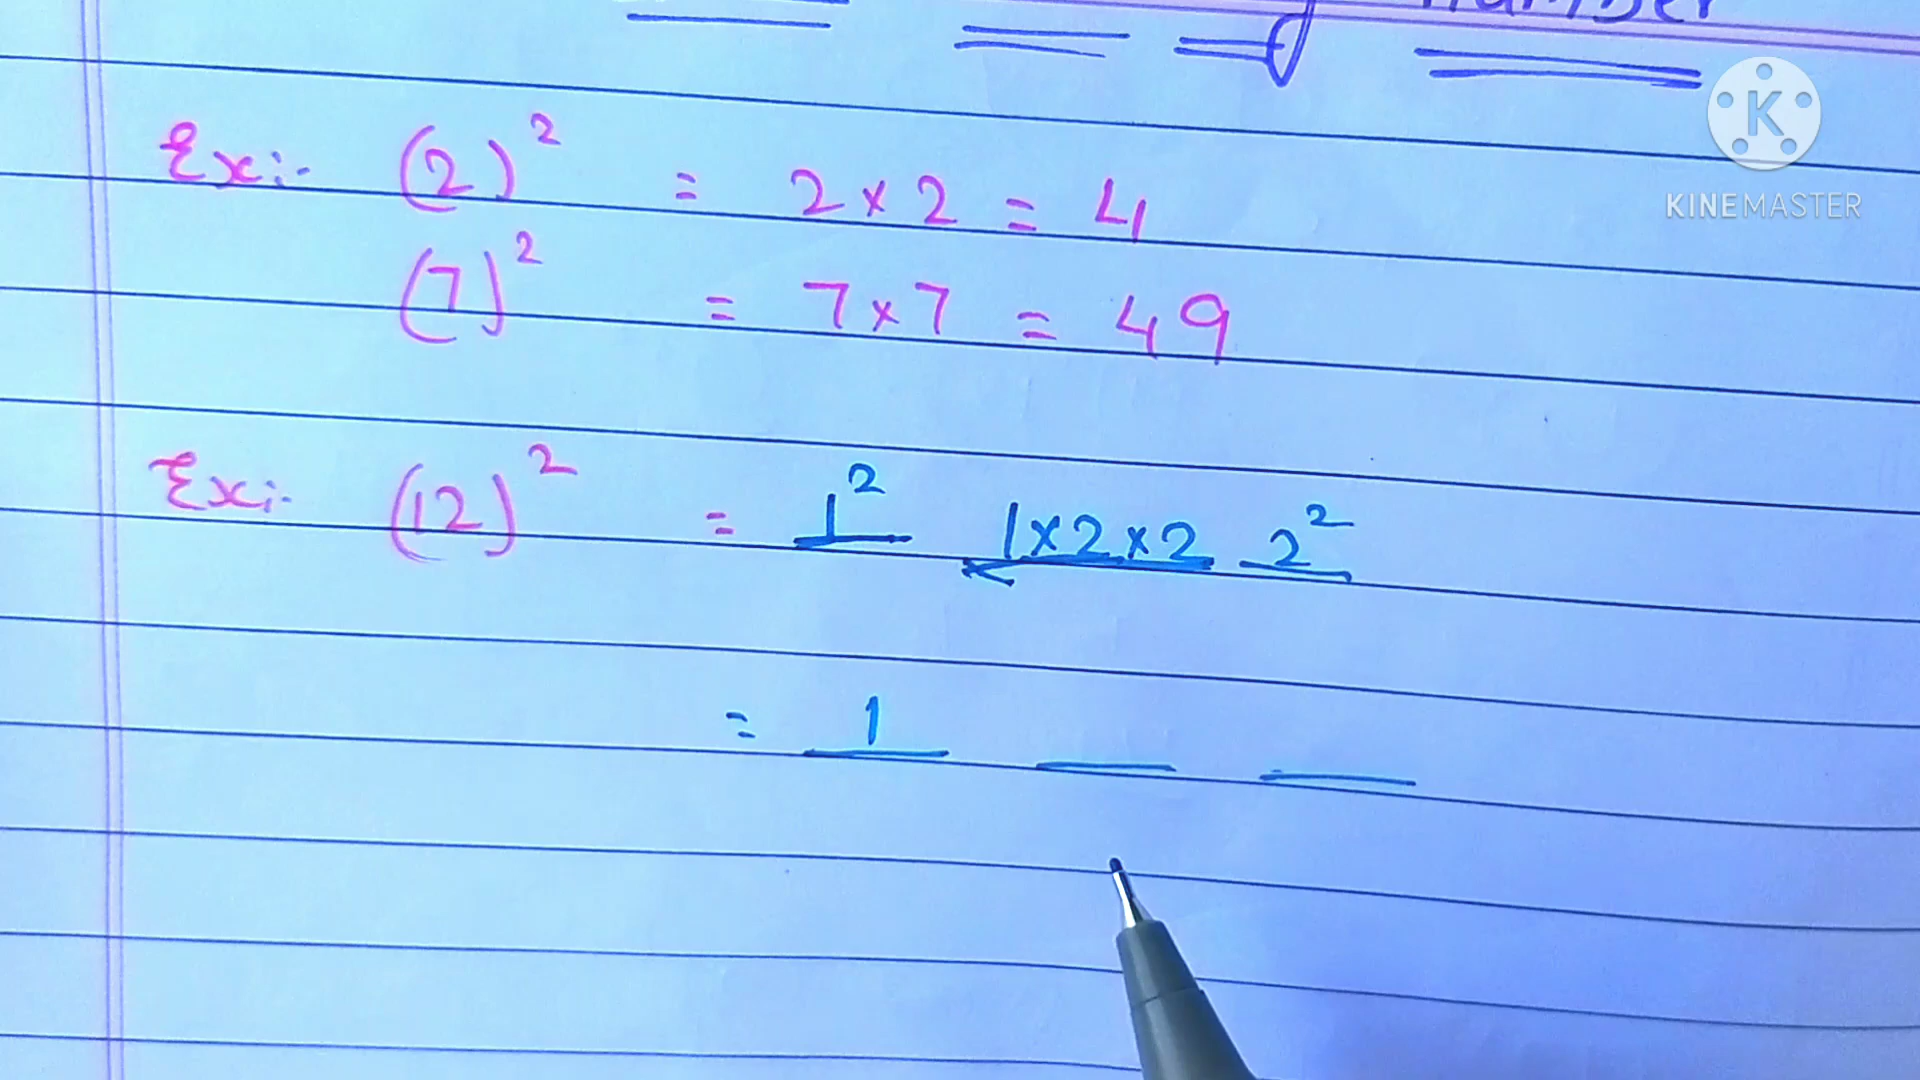 number
Ex:- (2)² = 2 × 2 = 4
(7)² = 7 × 7 = 49
Ex:- (12)² = 1² 1×2×2 2²
= 1 _ _
KINEMASTER